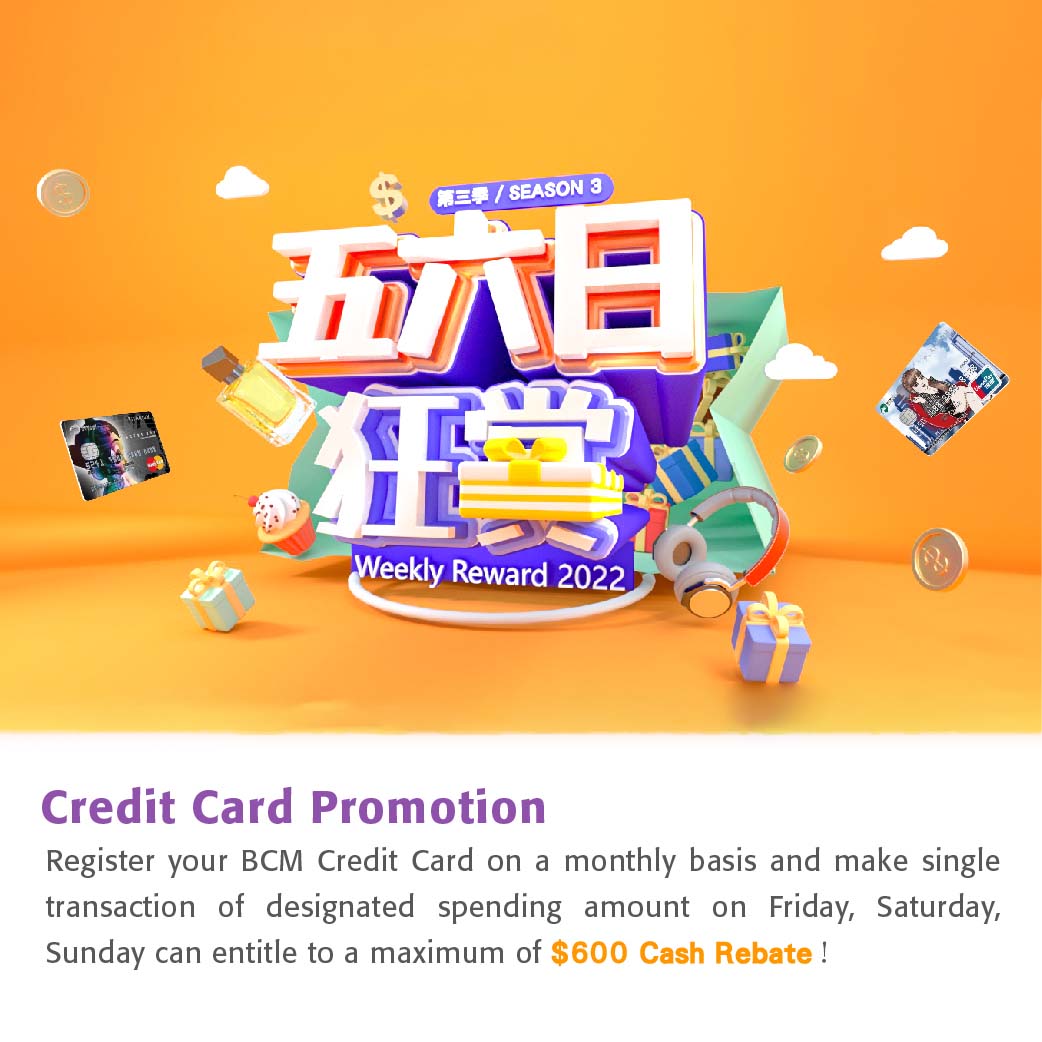 第三季 / SEASON 3
五六日
狂賞
Weekly Reward 2022
Credit Card Promotion
Register your BCM Credit Card on a monthly basis and make single
transaction of designated spending amount on Friday, Saturday,
Sunday can entitle to a maximum of $600 Cash Rebate !